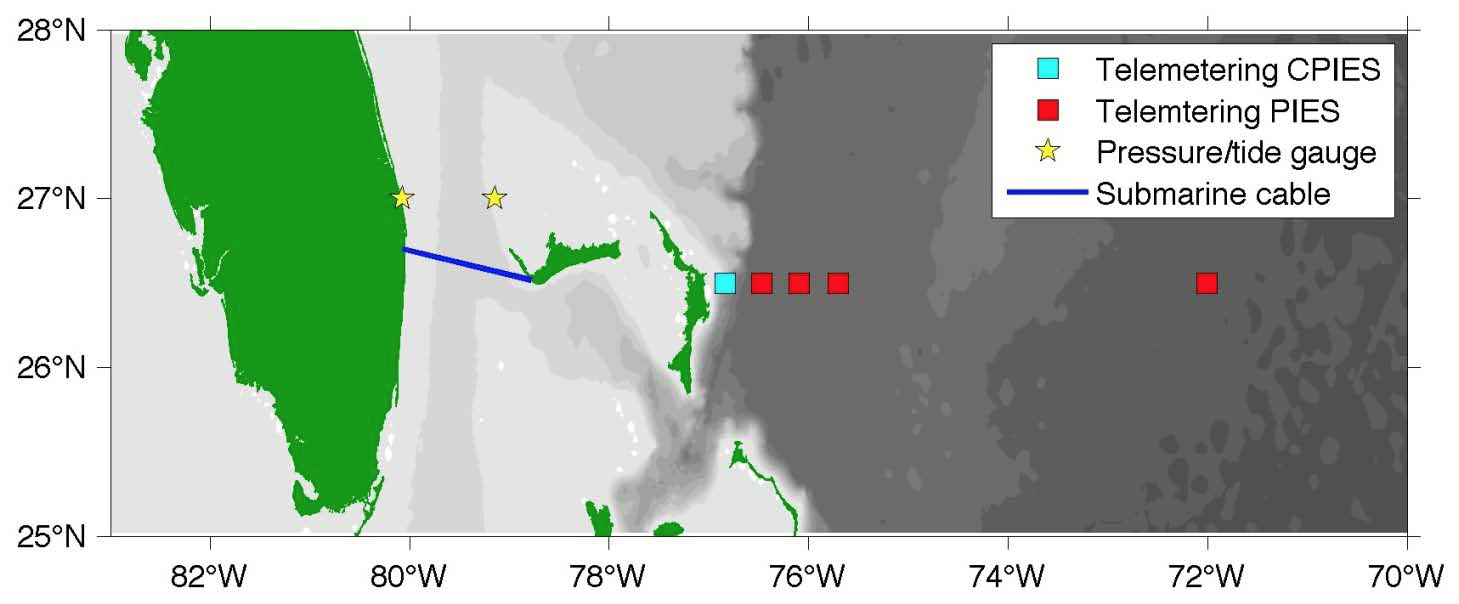 28°N
27°N
26°N
25°N
Telemetering CPIES
Telemtering PIES
Pressure/tide gauge
Submarine cable
82°W 80°W 78°W 76°W 74°W 72°W 70°W